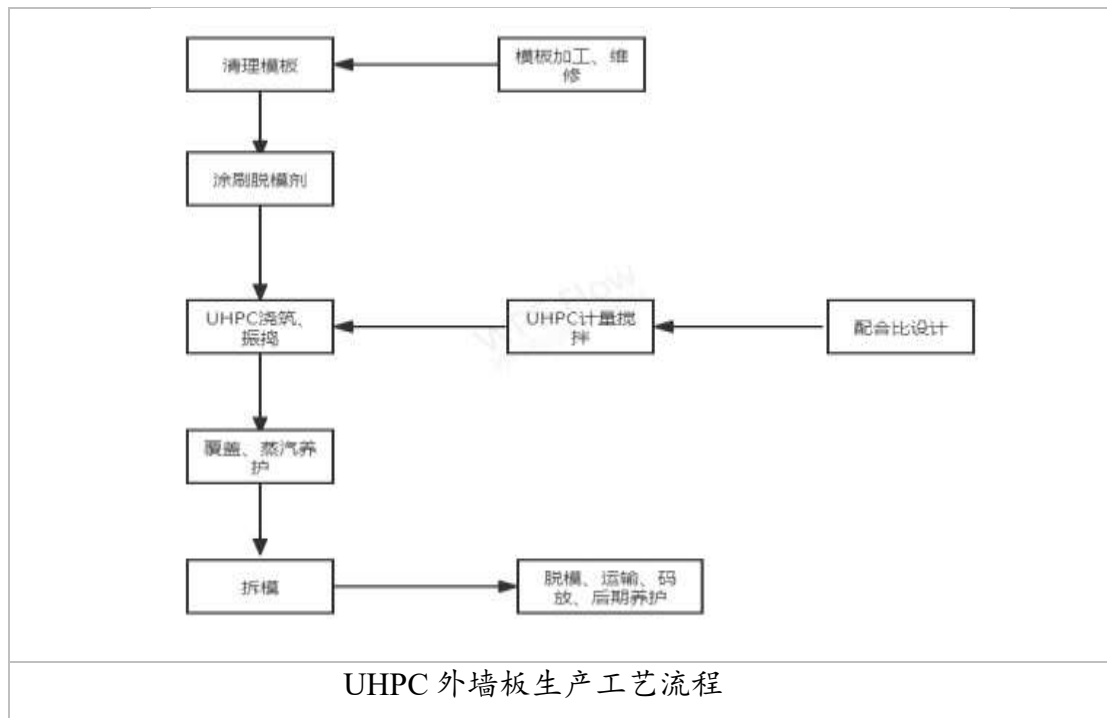 清理模板
模板加工、维
修
涂刷脱模剂
UHPC浇筑、
振捣
UHPC计量搅
拌
配合比设计
覆盖、蒸汽养
护
拆模
脱模、运输、码
放、后期养护
UHPC 外墙板生产工艺流程